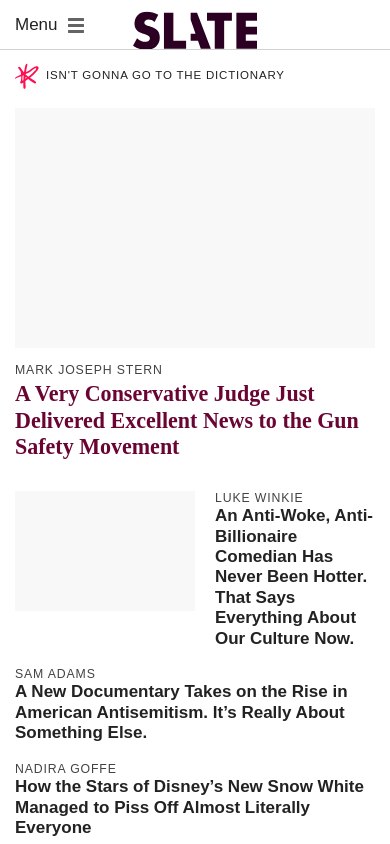 Menu
SLATE
ISN'T GONNA GO TO THE DICTIONARY
MARK JOSEPH STERN
A Very Conservative Judge Just
Delivered Excellent News to the Gun
Safety Movement
LUKE WINKIE
An Anti-Woke, Anti-
Billionaire
Comedian Has
Never Been Hotter.
That Says
Everything About
Our Culture Now.
SAM ADAMS
A New Documentary Takes on the Rise in
American Antisemitism. It’s Really About
Something Else.
NADIRA GOFFE
How the Stars of Disney’s New Snow White
Managed to Piss Off Almost Literally
Everyone